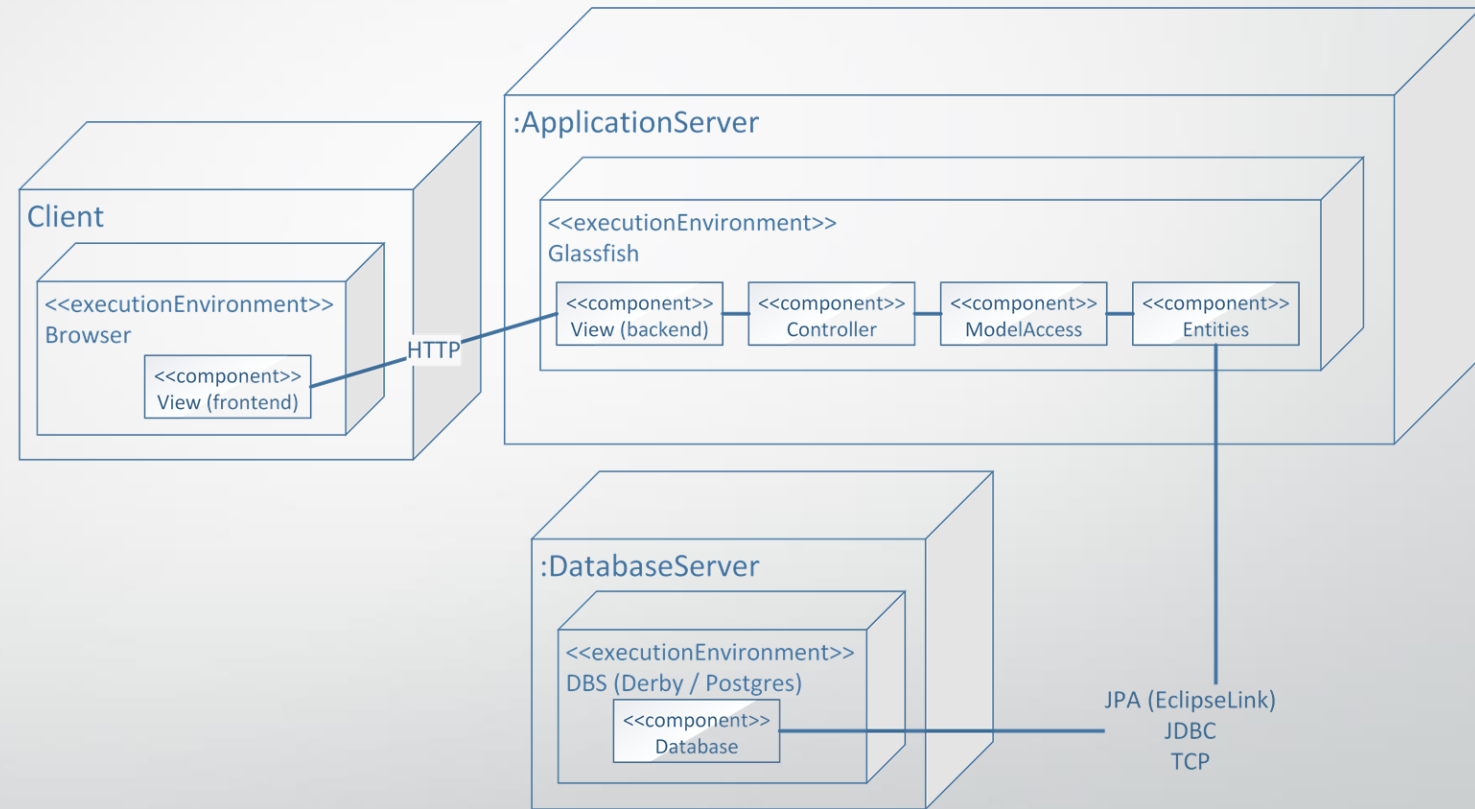 Client
<<executionEnvironment>>
Browser
<<component>>
View (frontend)
HTTP
:ApplicationServer
<<executionEnvironment>>
Glassfish
<<component>>
View (backend)
<<component>>
Controller
<<component>>
ModelAccess
<<component>>
Entities
:DatabaseServer
<<executionEnvironment>>
DBS (Derby / Postgres)
<<component>>
Database
JPA (EclipseLink)
JDBC
TCP